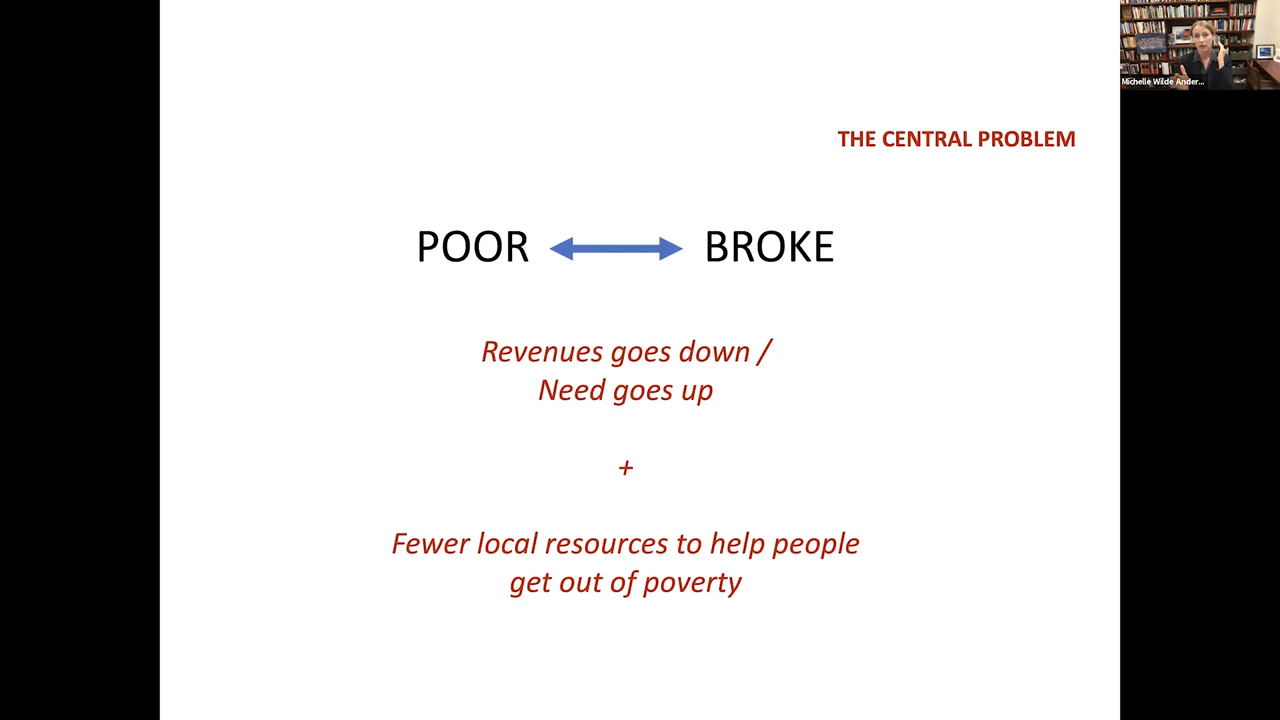 Michelle Wilde Ander...
THE CENTRAL PROBLEM
POOR BROKE
Revenues goes down /
Need goes up
+
Fewer local resources to help people
get out of poverty